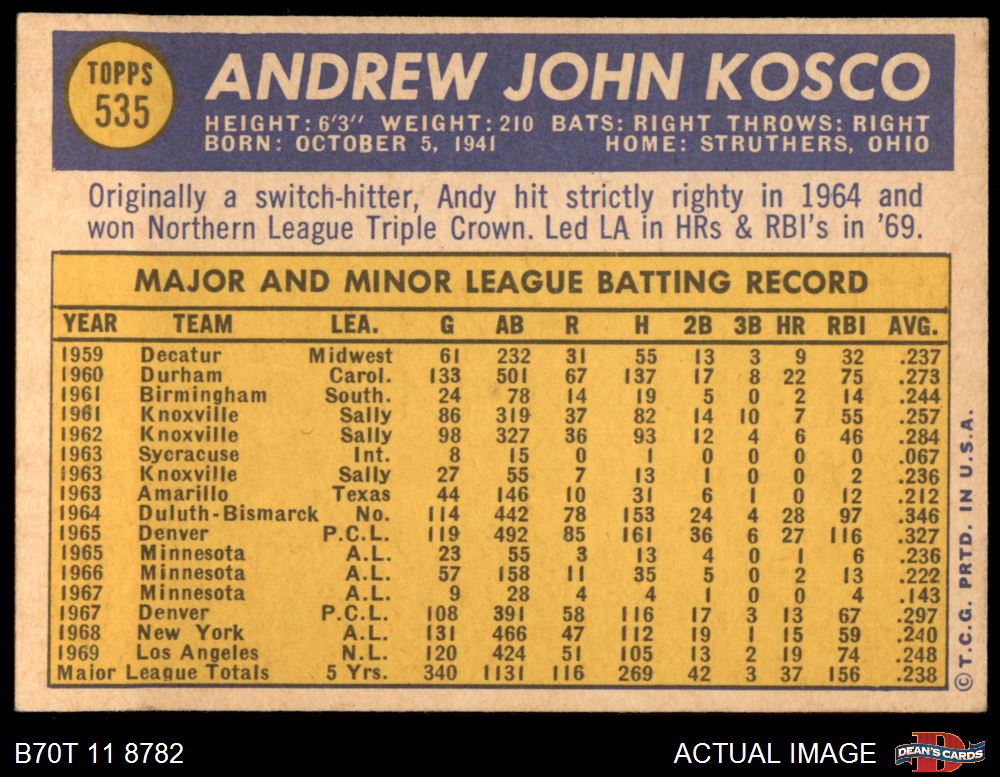 TOPPS
535
ANDREW JOHN KOSCO
HEIGHT: 6'3" WEIGHT: 210 BATS: RIGHT THROWS: RIGHT
BORN: OCTOBER 5, 1941 HOME: STRUTHERS, OHIO
Originally a switch-hitter, Andy hit strictly righty in 1964 and
won Northern League Triple Crown. Led LA in HRs & RBI's in '69.
MAJOR AND MINOR LEAGUE BATTING RECORD
YEAR TEAM LEA. G AB R H 2B 3B HR RBI AVG.
1959 Decatur Midwest 61 232 31 55 13 3 9 32 .237
1960 Durham Carol. 133 501 67 137 17 8 22 75 .273
1961 Birmingham South. 24 78 14 19 5 0 2 14 .244
1961 Knoxville Sally 86 319 37 82 14 10 7 55 .257
1962 Knoxville Sally 98 327 36 93 12 4 6 46 .284
1963 Sycracuse Int. 8 15 0 1 0 0 0 0 .067
1963 Knoxville Sally 27 55 7 13 1 0 0 2 .236
1963 Amarillo Texas 44 146 10 31 6 1 0 12 .212
1964 Duluth-Bismarck No. 114 442 78 153 24 4 28 97 .346
1965 Denver P.C.L. 119 492 85 161 36 6 27 116 .327
1965 Minnesota A.L. 23 55 3 13 4 0 1 6 .236
1966 Minnesota A.L. 57 158 11 35 5 0 2 13 .222
1967 Minnesota A.L. 9 28 4 4 1 0 0 4 .143
1967 Denver P.C.L. 108 391 58 116 17 3 13 67 .297
1968 New York A.L. 131 466 47 112 19 1 15 59 .240
1969 Los Angeles N.L. 120 424 51 105 13 2 19 74 .248
Major League Totals 5 Yrs. 340 1131 116 269 42 3 37 156 .238
© T.C.G. PRTD. IN U.S.A.
B70T 11 8782
ACTUAL IMAGE
DEAN'S CARDS